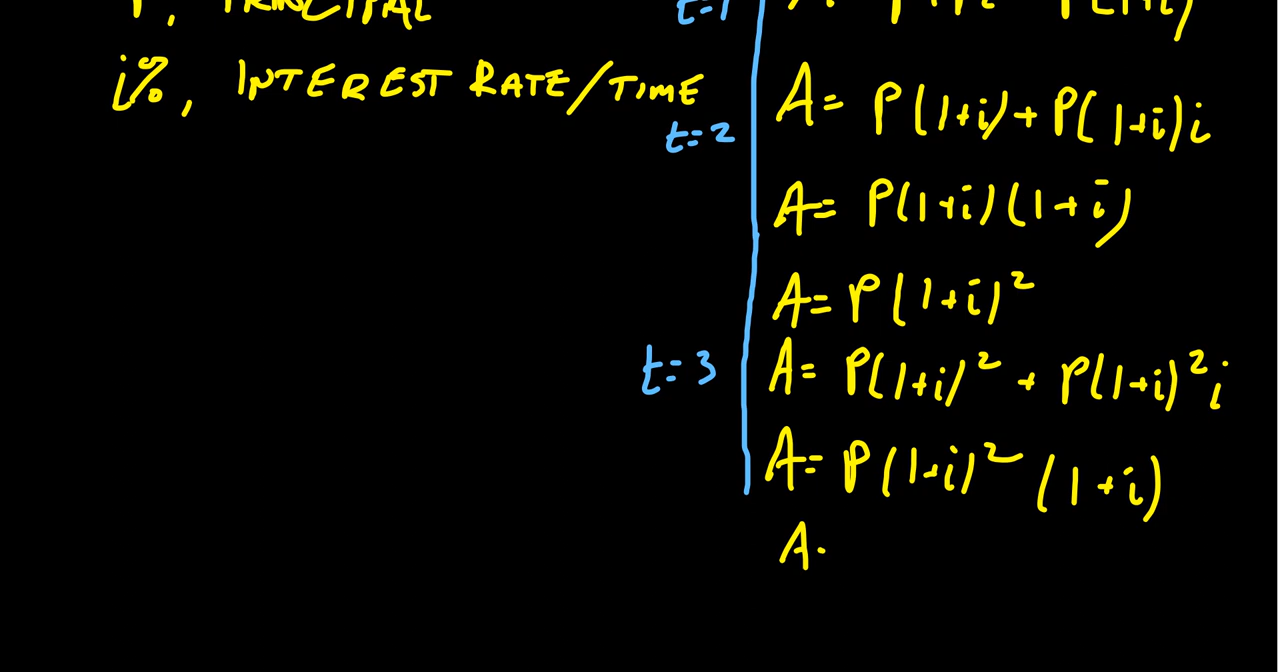 P, PRINCIPAL
t=1
i%, INTEREST RATE/TIME
A= P(1+i)+P(1+i)i
t=2
A= P(1+i)(1+i)
A= P(1+i)²
t=3
A= P(1+i)² + P(1+i)²i
A= P(1+i)² (1+i)
A